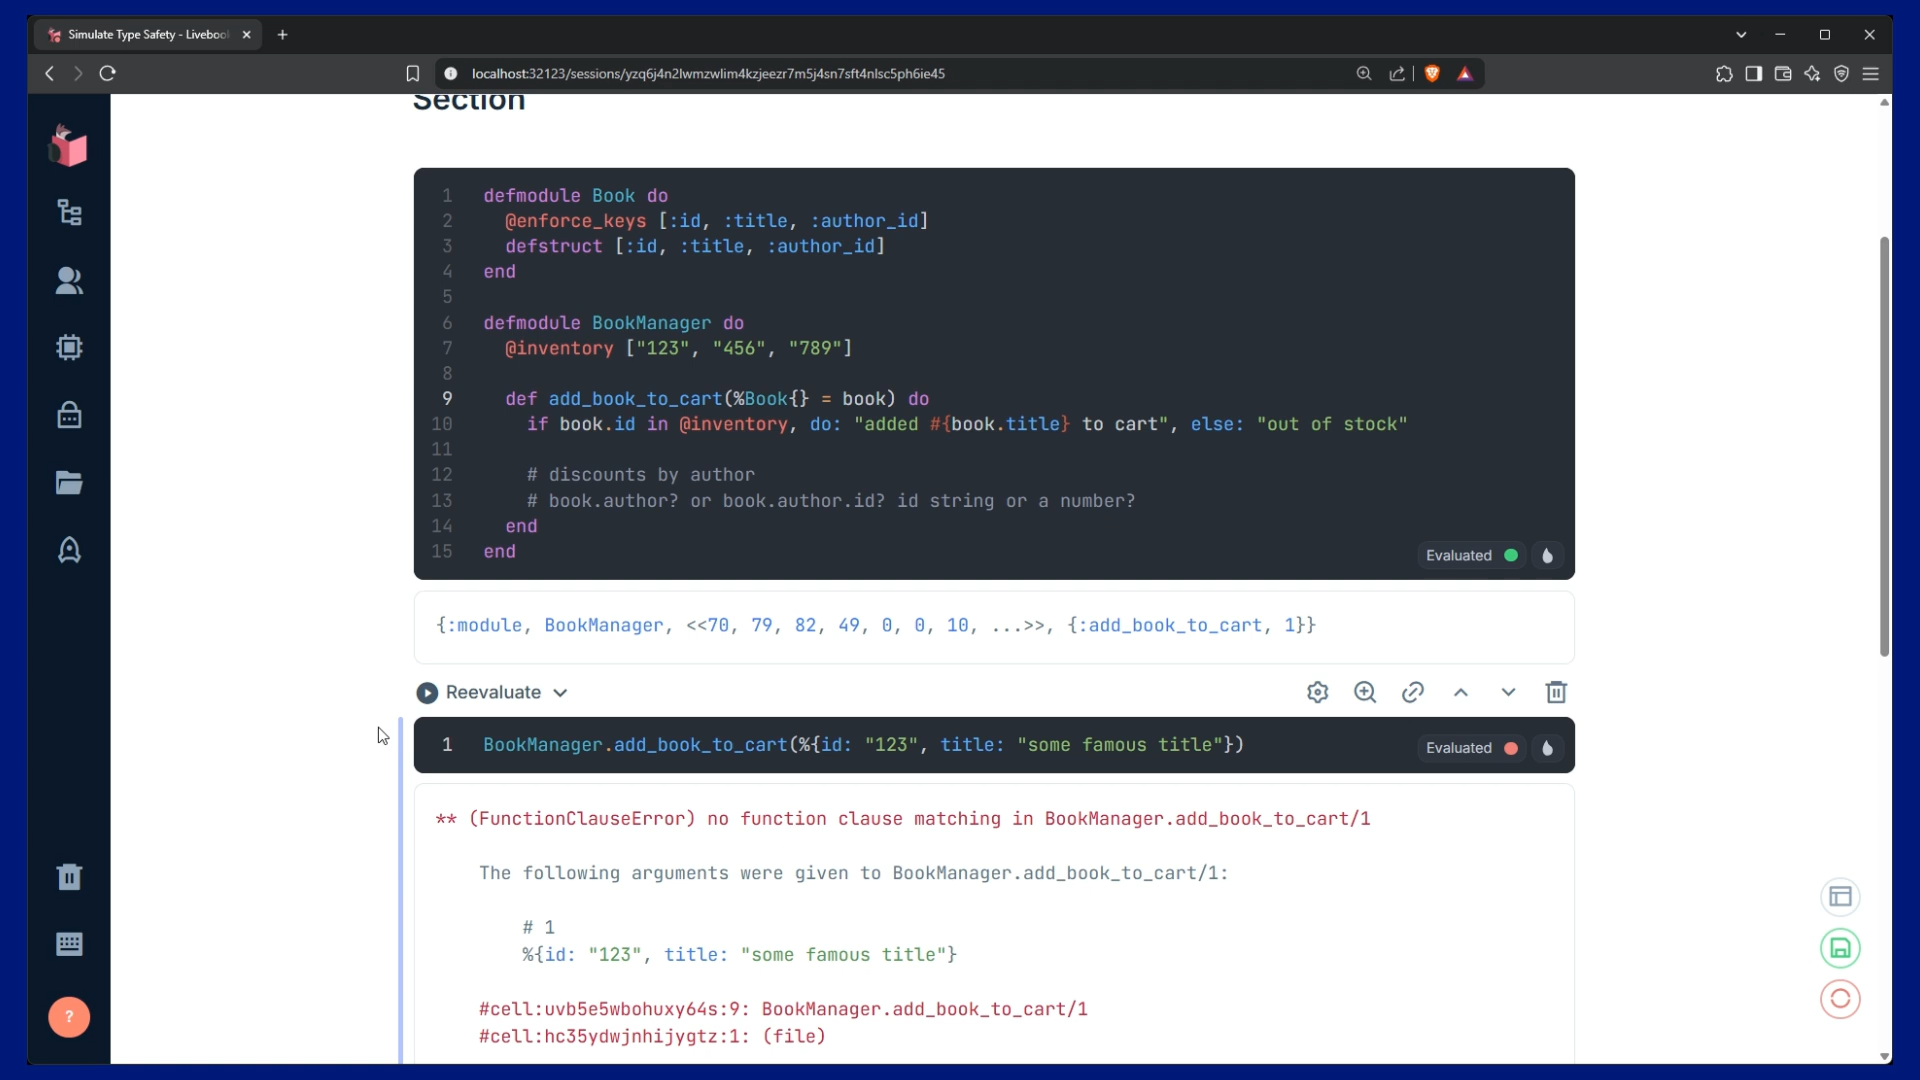 Simulate Type Safety - Livebook
localhost:32123/sessions/yzq6j4n2lwmzwlim4kzjeezr7m5j4sn7sft4nlsc5ph6ie45
Section
1 defmodule Book do
2 @enforce_keys [:id, :title, :author_id]
3 defstruct [:id, :title, :author_id]
4 end
5
6 defmodule BookManager do
7 @inventory ["123", "456", "789"]
8
9 def add_book_to_cart(%Book{} = book) do
10 if book.id in @inventory, do: "added #{book.title} to cart", else: "out of stock"
11
12 # discounts by author
13 # book.author? or book.author.id? id string or a number?
14 end
15 end
Evaluated
{:module, BookManager, <<70, 79, 82, 49, 0, 0, 10, ...>>, {:add_book_to_cart, 1}}
Reevaluate
1 BookManager.add_book_to_cart(%{id: "123", title: "some famous title"})
Evaluated
** (FunctionClauseError) no function clause matching in BookManager.add_book_to_cart/1
The following arguments were given to BookManager.add_book_to_cart/1:
# 1
%{id: "123", title: "some famous title"}
#cell:uvb5e5wbohuxy64s:9: BookManager.add_book_to_cart/1
#cell:hc35ydwjnhijygtz:1: (file)
?